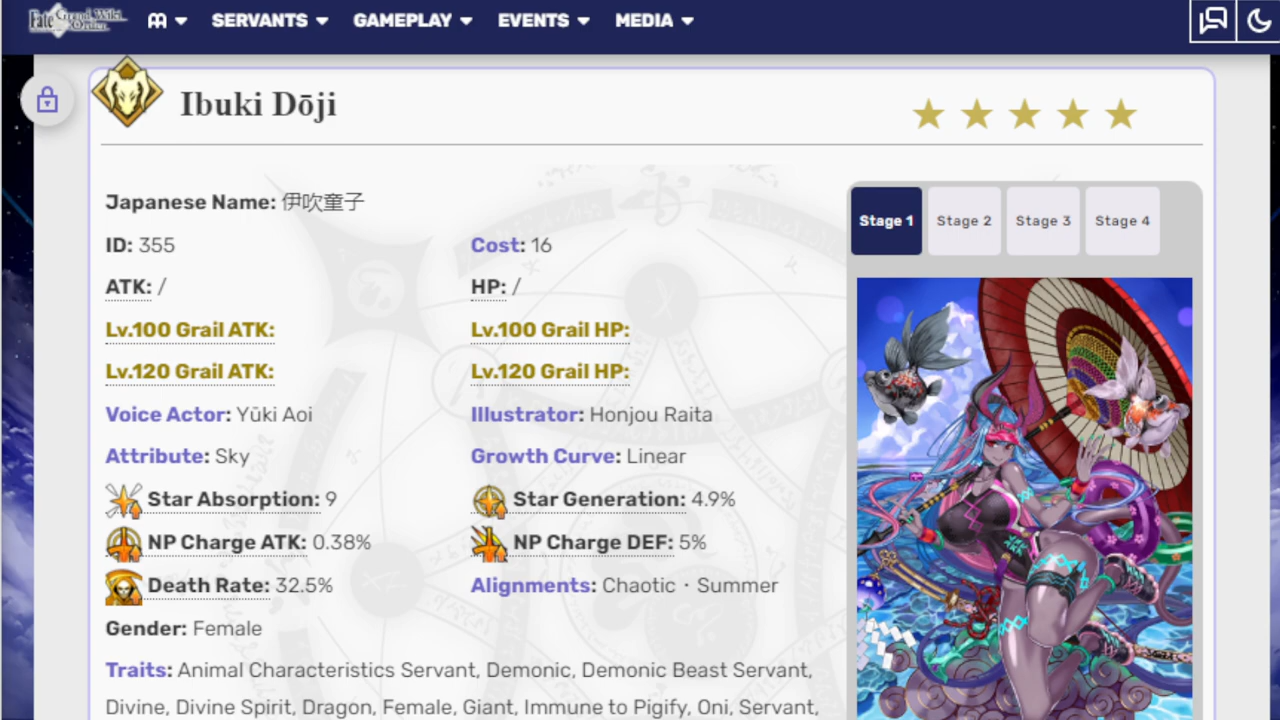 Fate Grand Order Wiki
SERVANTS GAMEPLAY EVENTS MEDIA
Ibuki Dōji
Japanese Name: 伊吹童子
ID: 355 Cost: 16
ATK: / HP: /
Lv.100 Grail ATK: Lv.100 Grail HP:
Lv.120 Grail ATK: Lv.120 Grail HP:
Voice Actor: Yūki Aoi Illustrator: Honjou Raita
Attribute: Sky Growth Curve: Linear
Star Absorption: 9 Star Generation: 4.9%
NP Charge ATK: 0.38% NP Charge DEF: 5%
Death Rate: 32.5% Alignments: Chaotic・Summer
Gender: Female
Traits: Animal Characteristics Servant, Demonic, Demonic Beast Servant,
Divine, Divine Spirit, Dragon, Female, Giant, Immune to Pigify, Oni, Servant,
Stage 1 Stage 2 Stage 3 Stage 4